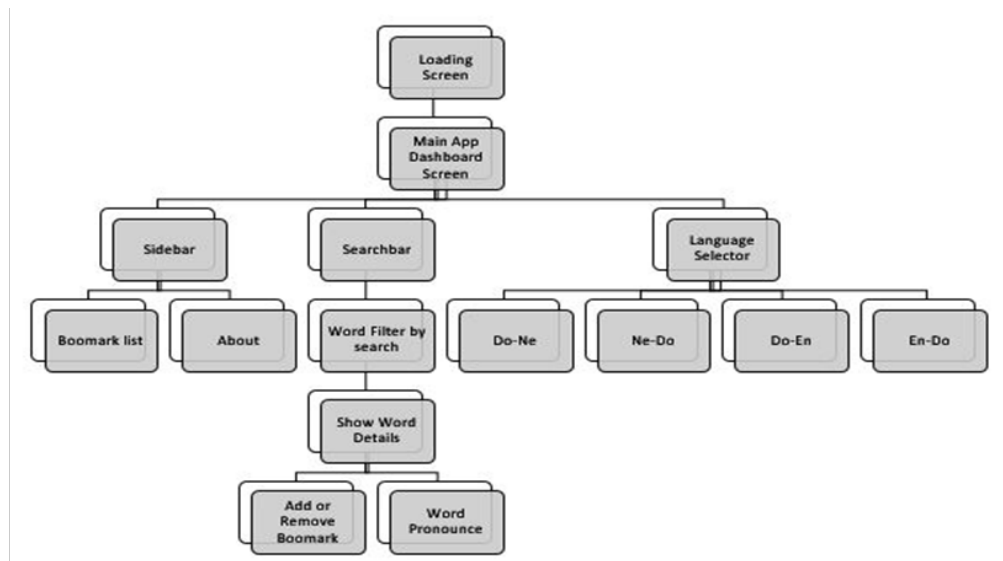 Loading
Screen
Main App
Dashboard
Screen
Sidebar
Searchbar
Language
Selector
Boomark list
About
Word Filter by
search
Do-Ne
Ne-Do
Do-En
En-Do
Show Word
Details
Add or
Remove
Boomark
Word
Pronounce